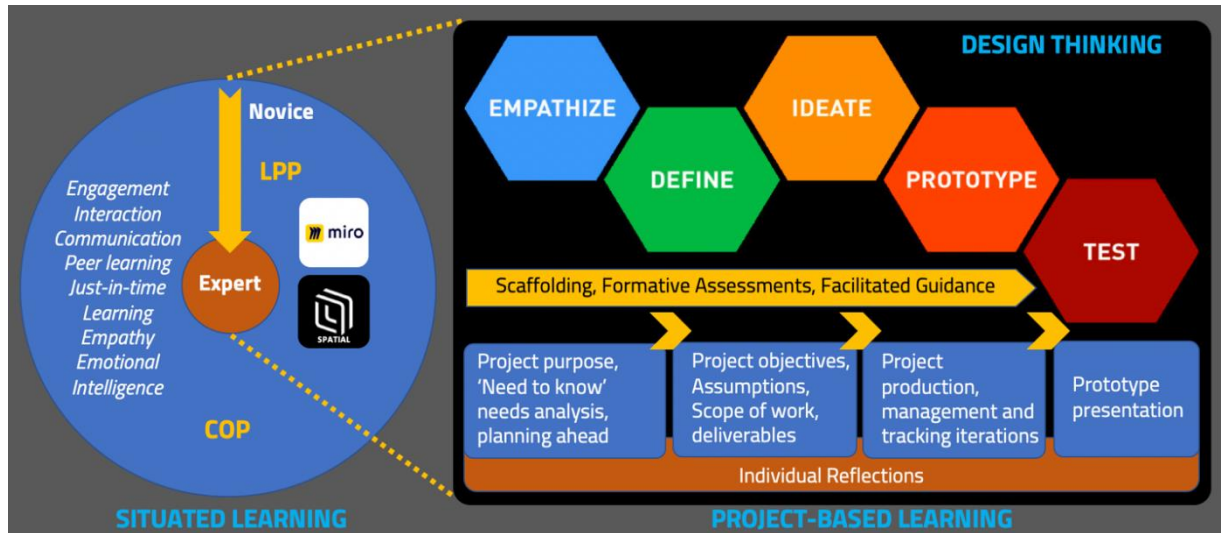 Novice
LPP
Engagement
Interaction
Communication
Peer learning
Just-in-time
Learning
Empathy
Emotional
Intelligence
miro
SPATIAL
Expert
COP
SITUATED LEARNING
DESIGN THINKING
EMPATHIZE
DEFINE
IDEATE
PROTOTYPE
TEST
Scaffolding, Formative Assessments, Facilitated Guidance
Project purpose,
‘Need to know’
needs analysis,
planning ahead
Project objectives,
Assumptions,
Scope of work,
deliverables
Project
production,
management and
tracking iterations
Prototype
presentation
Individual Reflections
PROJECT-BASED LEARNING